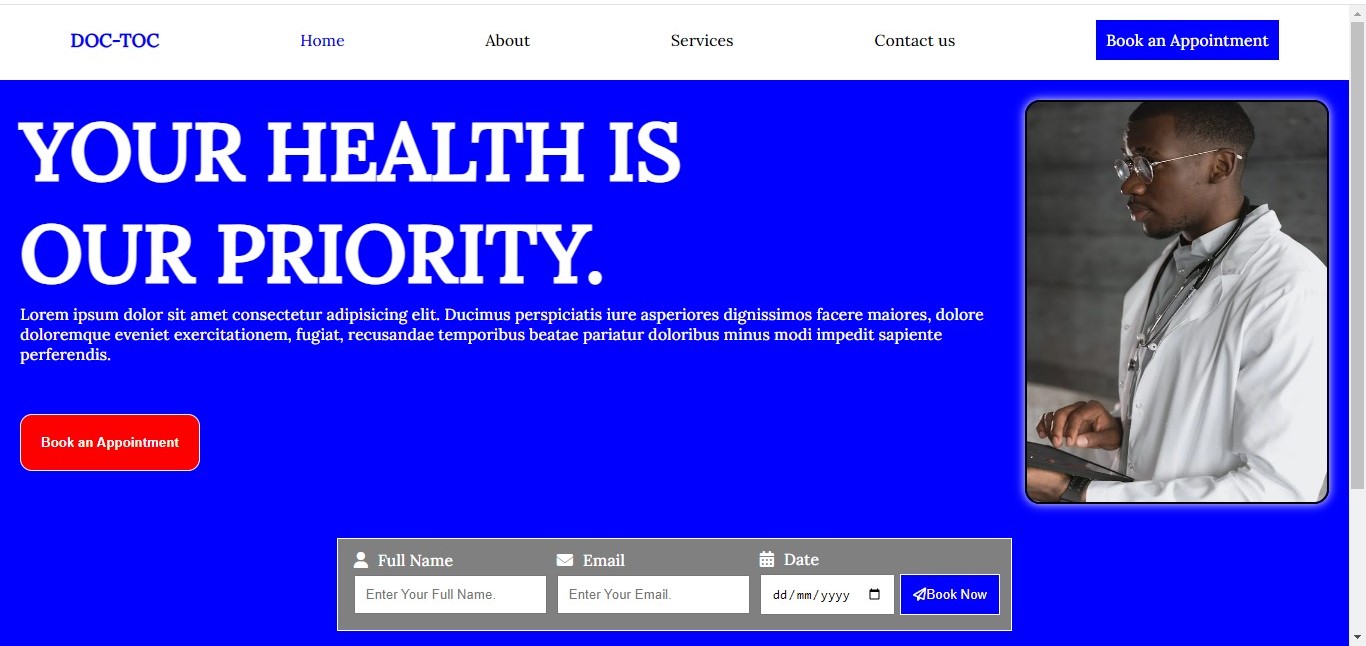 DOC-TOC Home About Services Contact us Book an Appointment
YOUR HEALTH IS
OUR PRIORITY.
Lorem ipsum dolor sit amet consectetur adipisicing elit. Ducimus perspiciatis iure asperiores dignissimos facere maiores, dolore
doloremque eveniet exercitationem, fugiat, recusandae temporibus beatae pariatur doloribus minus modi impedit sapiente
perferendis.
Book an Appointment
Full Name Email Date
Enter Your Full Name. Enter Your Email. dd/mm/yyyy Book Now